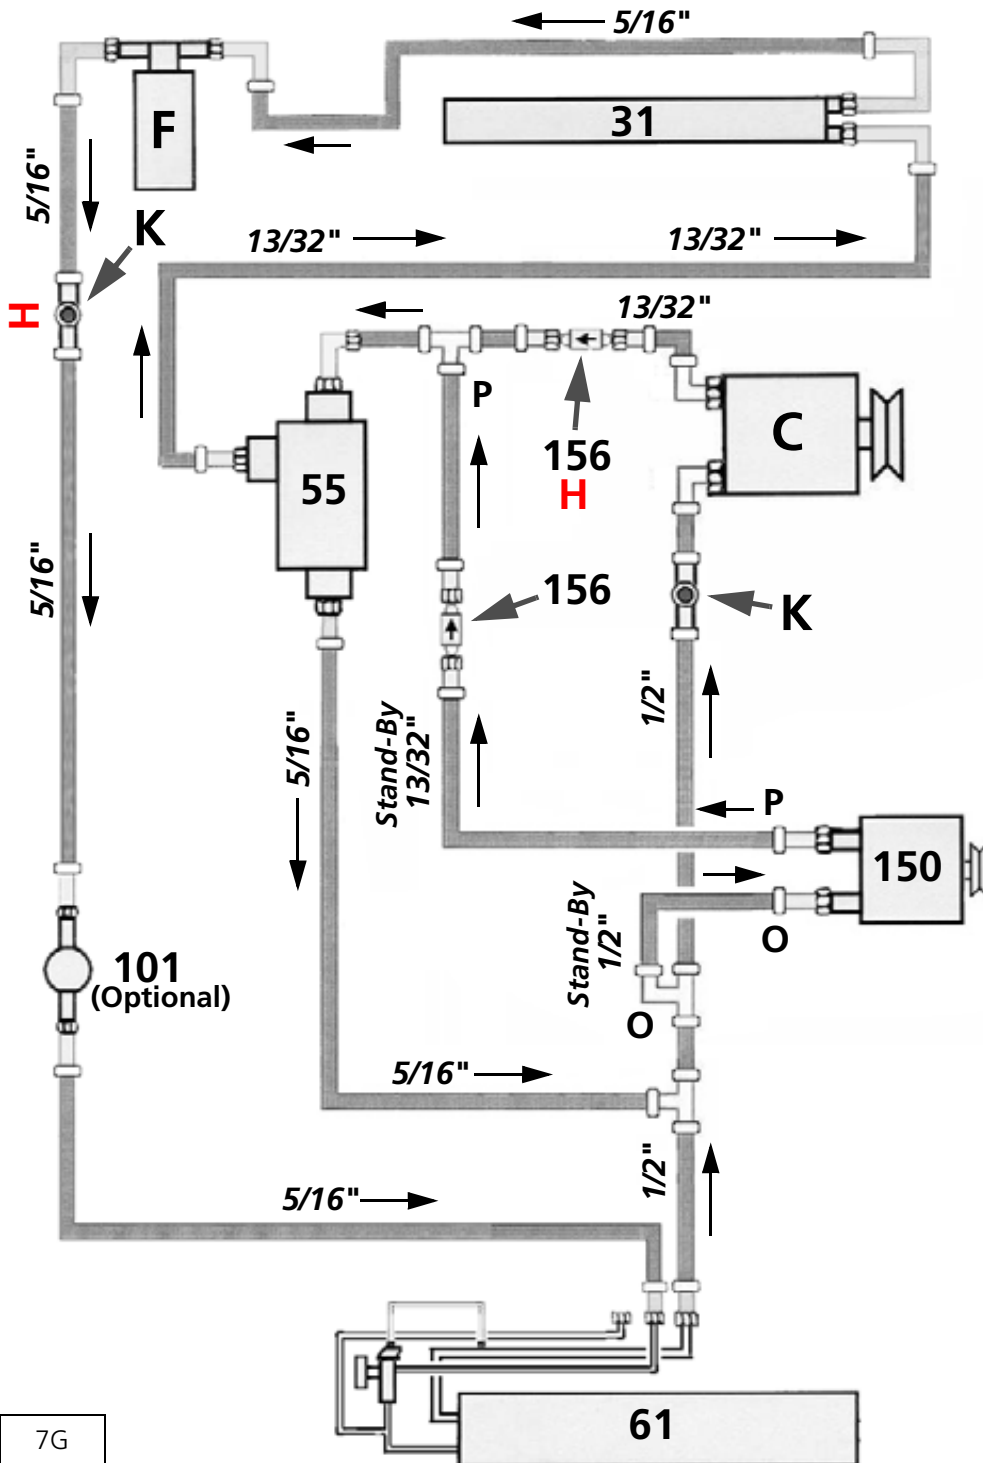 5/16"
31
F
5/16"
K
13/32"
13/32"
H
13/32"
P
C
156
H
55
156
K
5/16"
1/2"
Stand-By
13/32"
5/16"
P
150
Stand-By
1/2"
O
101
(Optional)
O
5/16"
1/2"
5/16"
61
7G